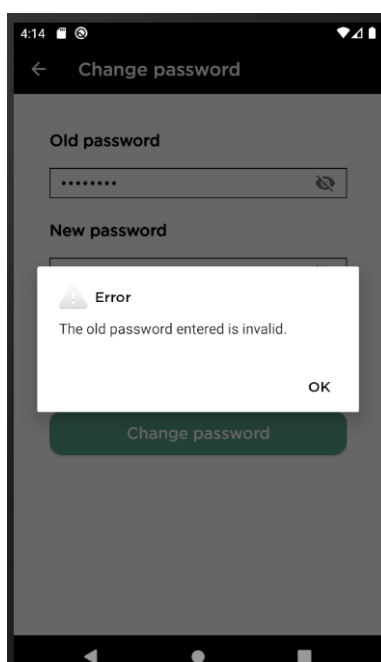 4:14
Change password
Old password
••••••••
New password
Error
The old password entered is invalid.
OK
Change password